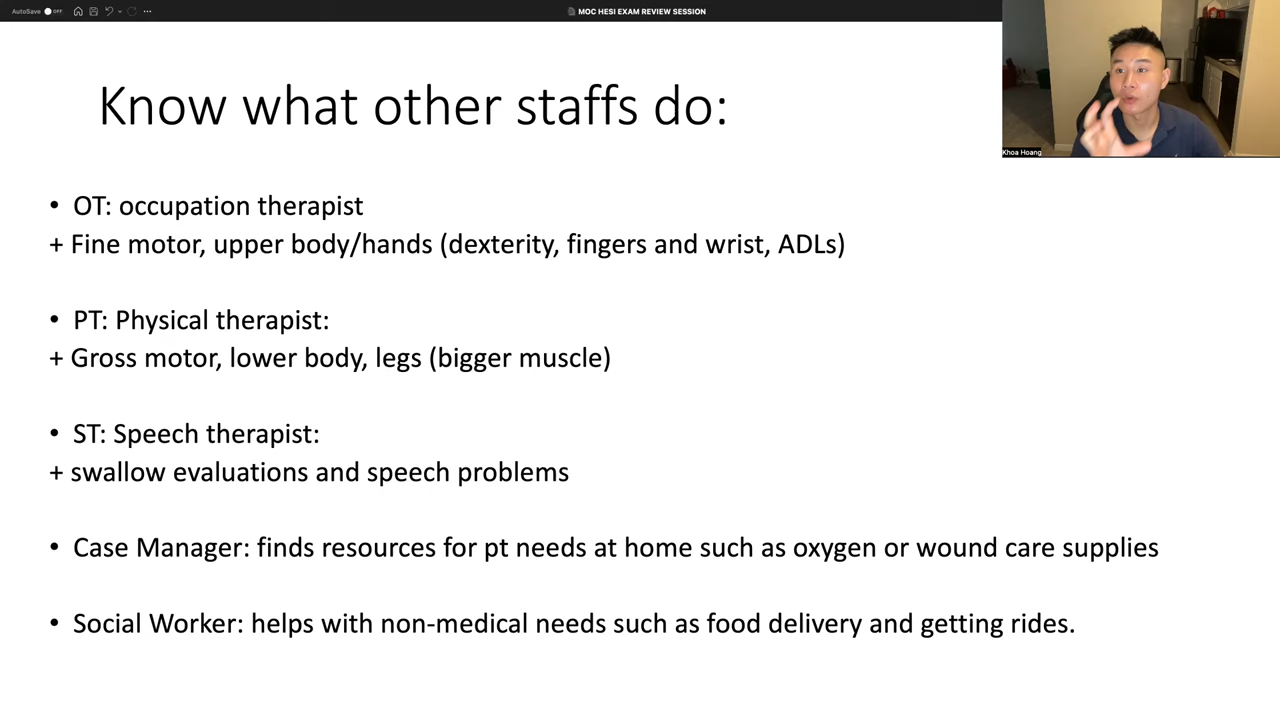 AutoSave OFF
MOC HESI EXAM REVIEW SESSION
Khoa Hoang
Know what other staffs do:
• OT: occupation therapist
+ Fine motor, upper body/hands (dexterity, fingers and wrist, ADLs)
• PT: Physical therapist:
+ Gross motor, lower body, legs (bigger muscle)
• ST: Speech therapist:
+ swallow evaluations and speech problems
• Case Manager: finds resources for pt needs at home such as oxygen or wound care supplies
• Social Worker: helps with non-medical needs such as food delivery and getting rides.